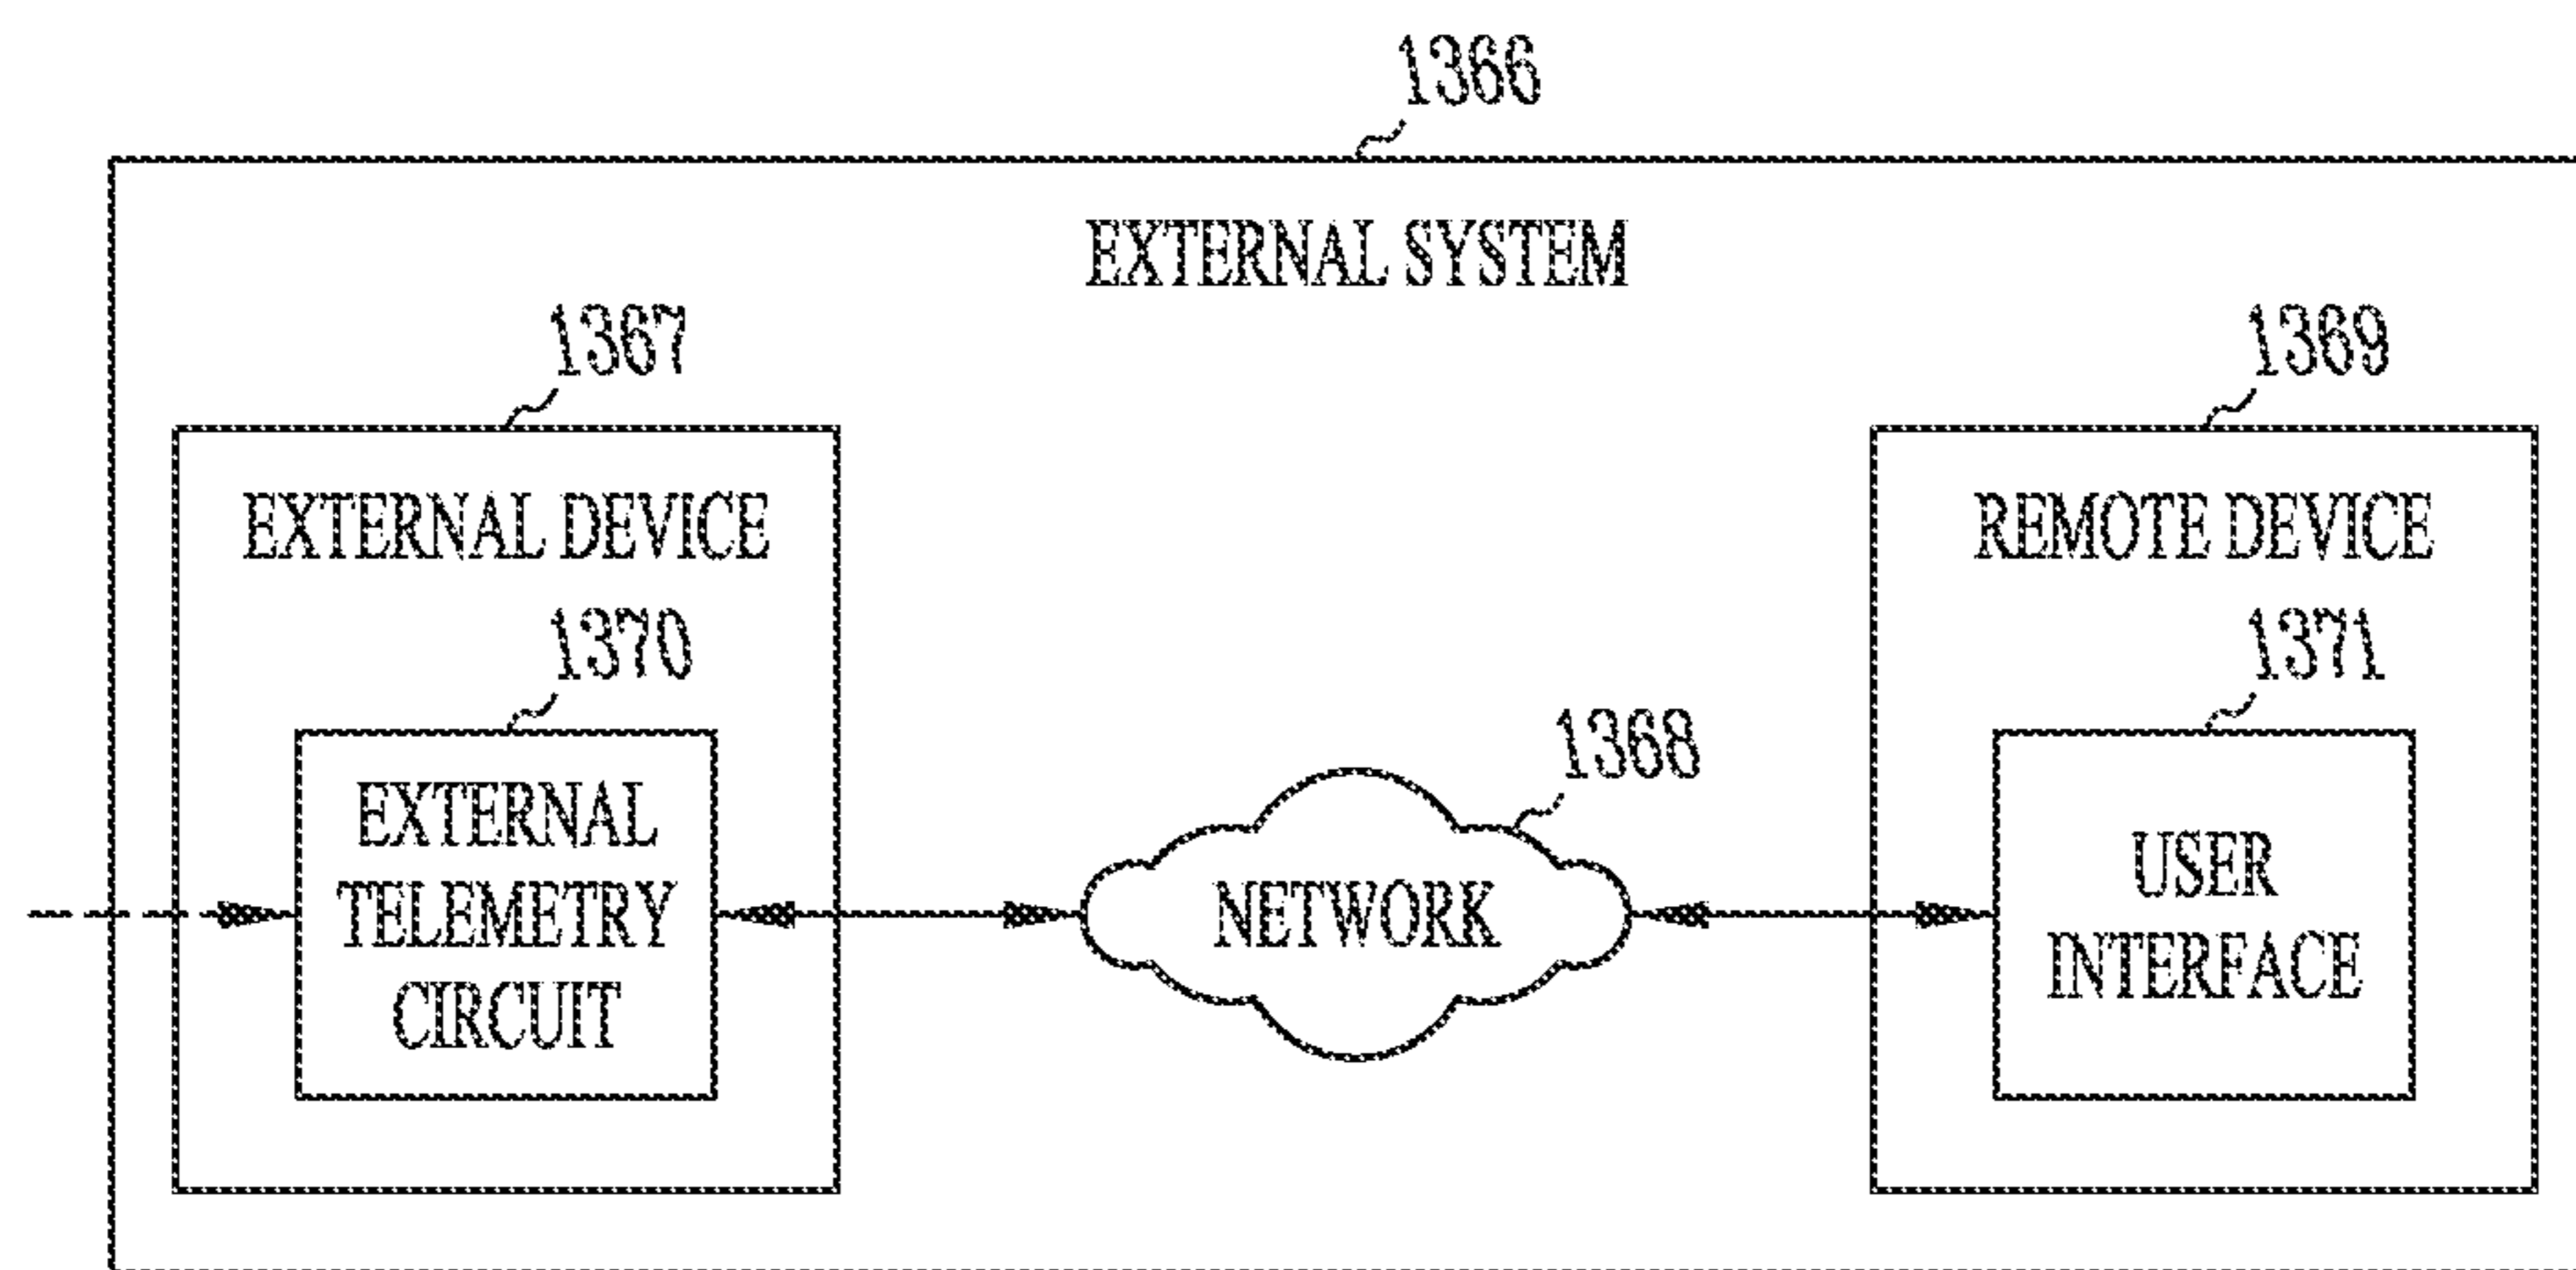 1366
EXTERNAL SYSTEM
1367
1369
EXTERNAL DEVICE
REMOTE DEVICE
1370
1371
EXTERNAL
TELEMETRY
CIRCUIT
1368
NETWORK
USER
INTERFACE